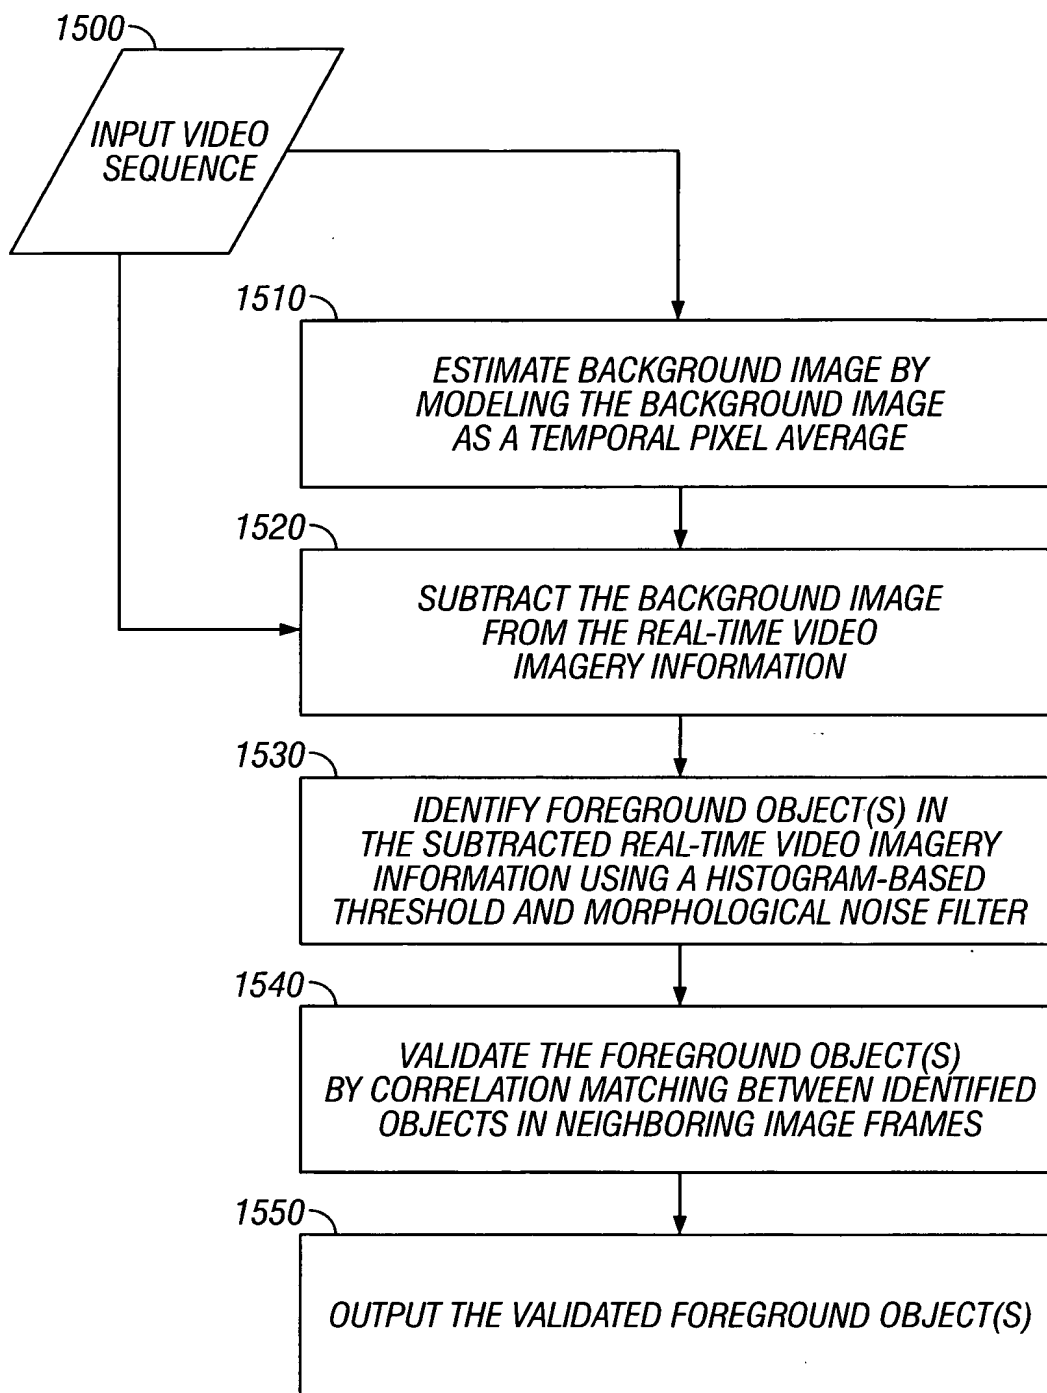 1500
INPUT VIDEO
SEQUENCE
1510
ESTIMATE BACKGROUND IMAGE BY
MODELING THE BACKGROUND IMAGE
AS A TEMPORAL PIXEL AVERAGE
1520
SUBTRACT THE BACKGROUND IMAGE
FROM THE REAL-TIME VIDEO
IMAGERY INFORMATION
1530
IDENTIFY FOREGROUND OBJECT(S) IN
THE SUBTRACTED REAL-TIME VIDEO IMAGERY
INFORMATION USING A HISTOGRAM-BASED
THRESHOLD AND MORPHOLOGICAL NOISE FILTER
1540
VALIDATE THE FOREGROUND OBJECT(S)
BY CORRELATION MATCHING BETWEEN IDENTIFIED
OBJECTS IN NEIGHBORING IMAGE FRAMES
1550
OUTPUT THE VALIDATED FOREGROUND OBJECT(S)